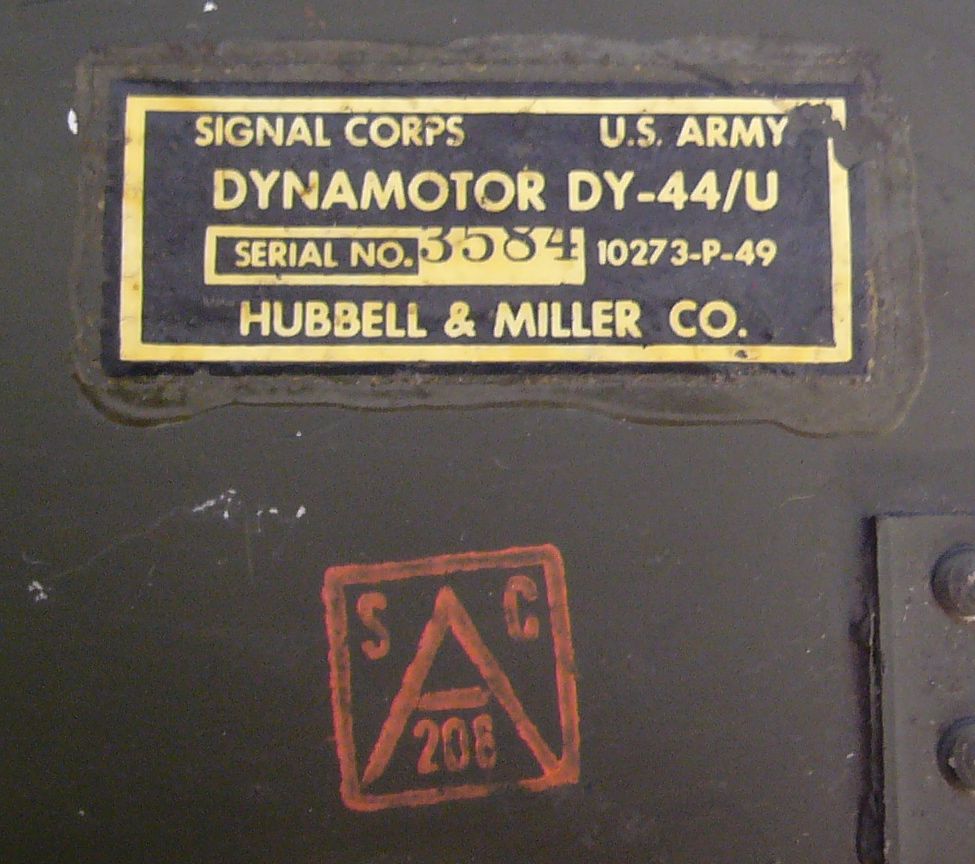 SIGNAL CORPS U.S. ARMY
DYNAMOTOR DY-44/U
SERIAL NO. 3584 10273-P-49
HUBBELL & MILLER CO.
S C
A
208